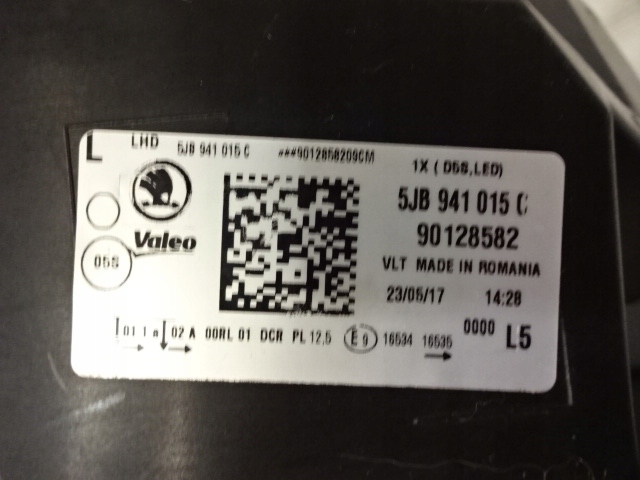 L LHD 5JB 941 015 C ###9012858209CM
1X ( D5S,LED)
5JB 941 015 C
Valeo
90128582
D5S
VLT MADE IN ROMANIA
23/05/17 14:28
01 1 a 02 A 00RL 01 DCR PL 12,5 E 9 16534 16535
0000 L5